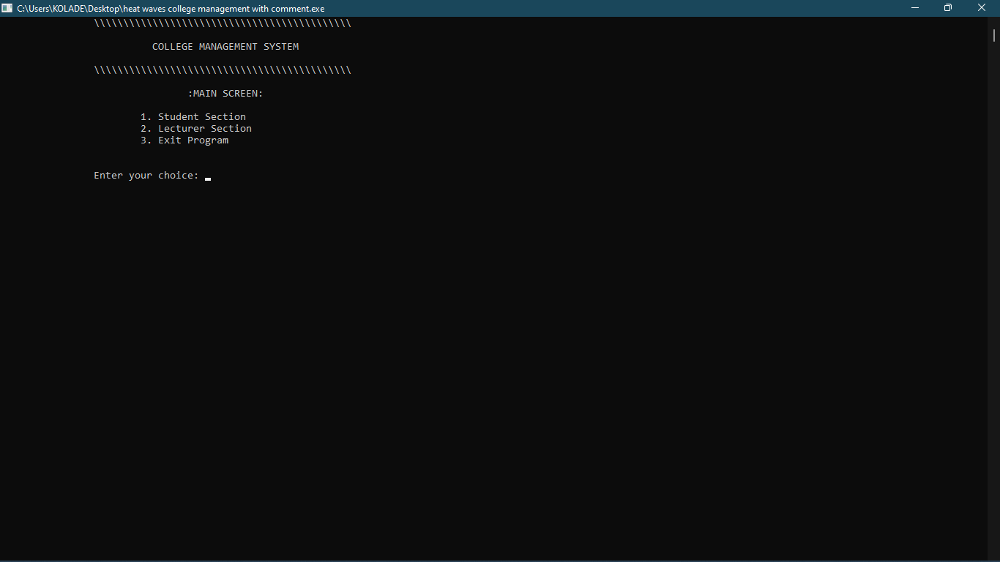 C:\Users\KOLADE\Desktop\heat waves college management with comment.exe
\\\\\\\\\\\\\\\\\\\\\\\\\\\\\\\\\\\\\\\\\\\\
COLLEGE MANAGEMENT SYSTEM
\\\\\\\\\\\\\\\\\\\\\\\\\\\\\\\\\\\\\\\\\\\\
:MAIN SCREEN:
1. Student Section
2. Lecturer Section
3. Exit Program
Enter your choice: